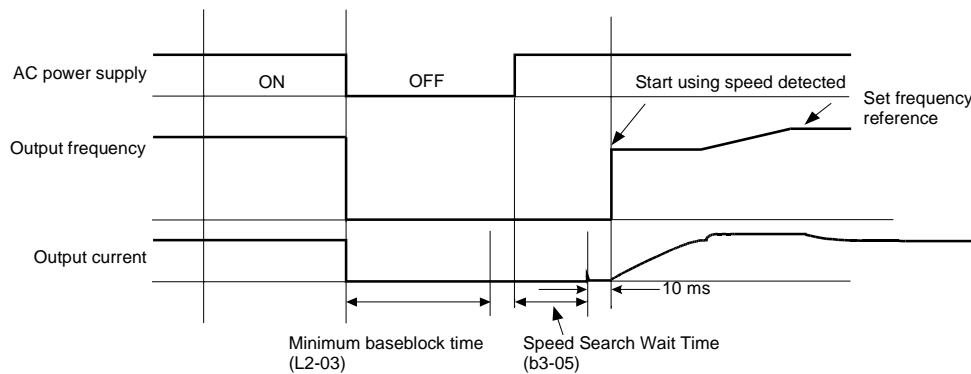 AC power supply
ON
OFF
Start using speed detected
Set frequency
reference
Output frequency
Output current
10 ms
Minimum baseblock time
(L2-03)
Speed Search Wait Time
(b3-05)